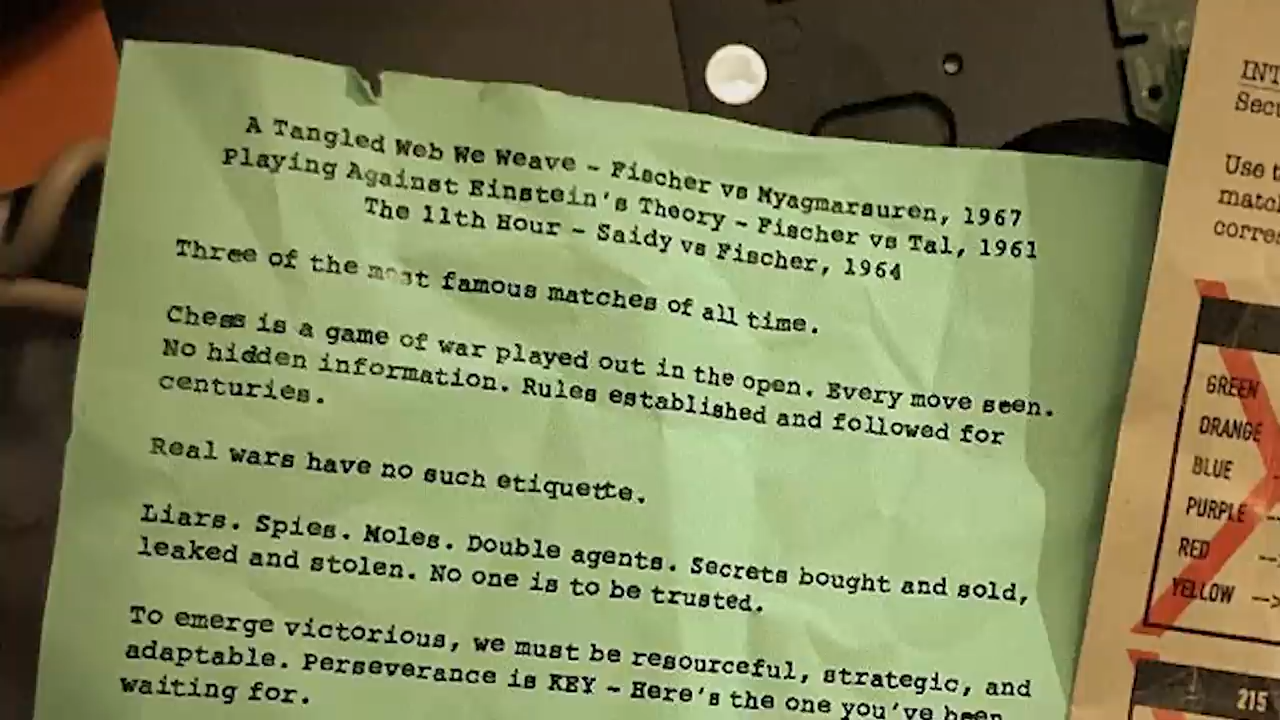 A Tangled Web We Weave - Fischer vs Myagmarsuren, 1967
Playing Against Einstein's Theory - Fischer vs Tal, 1961
The 11th Hour - Saidy vs Fischer, 1964
Three of the most famous matches of all time.
Chess is a game of war played out in the open. Every move seen.
No hidden information. Rules established and followed for
centuries.
Real wars have no such etiquette.
Liars. Spies. Moles. Double agents. Secrets bought and sold,
leaked and stolen. No one is to be trusted.
To emerge victorious, we must be resourceful, strategic, and
adaptable. Perseverance is KEY - Here's the one you've been
waiting for.
Use
GREEN
ORANGE
BLUE
PURPLE -
RED -->
YELLOW -->
215